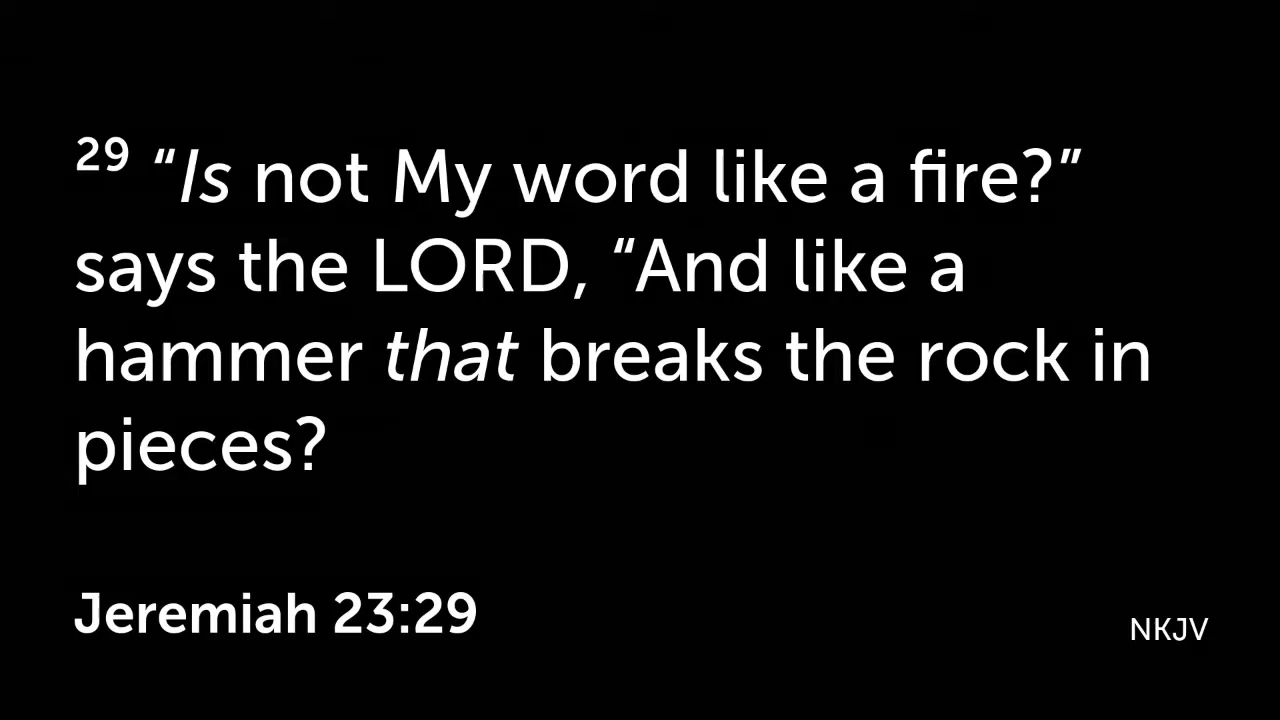 29 “Is not My word like a fire?”
says the LORD, “And like a
hammer that breaks the rock in
pieces?
Jeremiah 23:29
NKJV